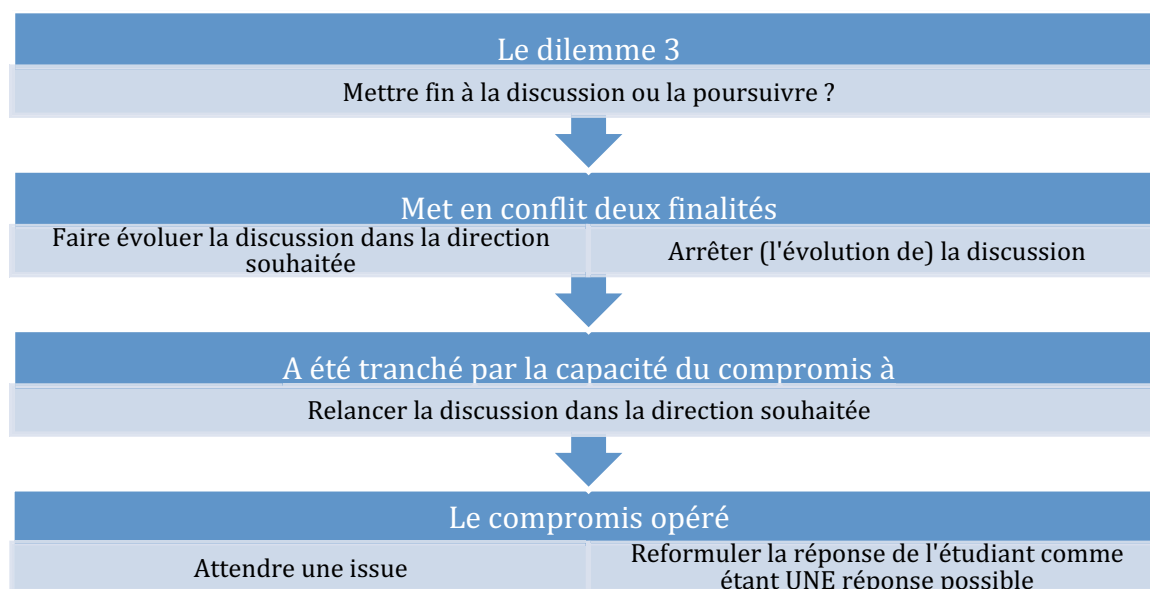 Le dilemme 3
Mettre fin à la discussion ou la poursuivre ?
Met en conflit deux finalités
Faire évoluer la discussion dans la direction
souhaitée
Arrêter (l'évolution de) la discussion
A été tranché par la capacité du compromis à
Relancer la discussion dans la direction souhaitée
Le compromis opéré
Attendre une issue
Reformuler la réponse de l'étudiant comme
étant UNE réponse possible